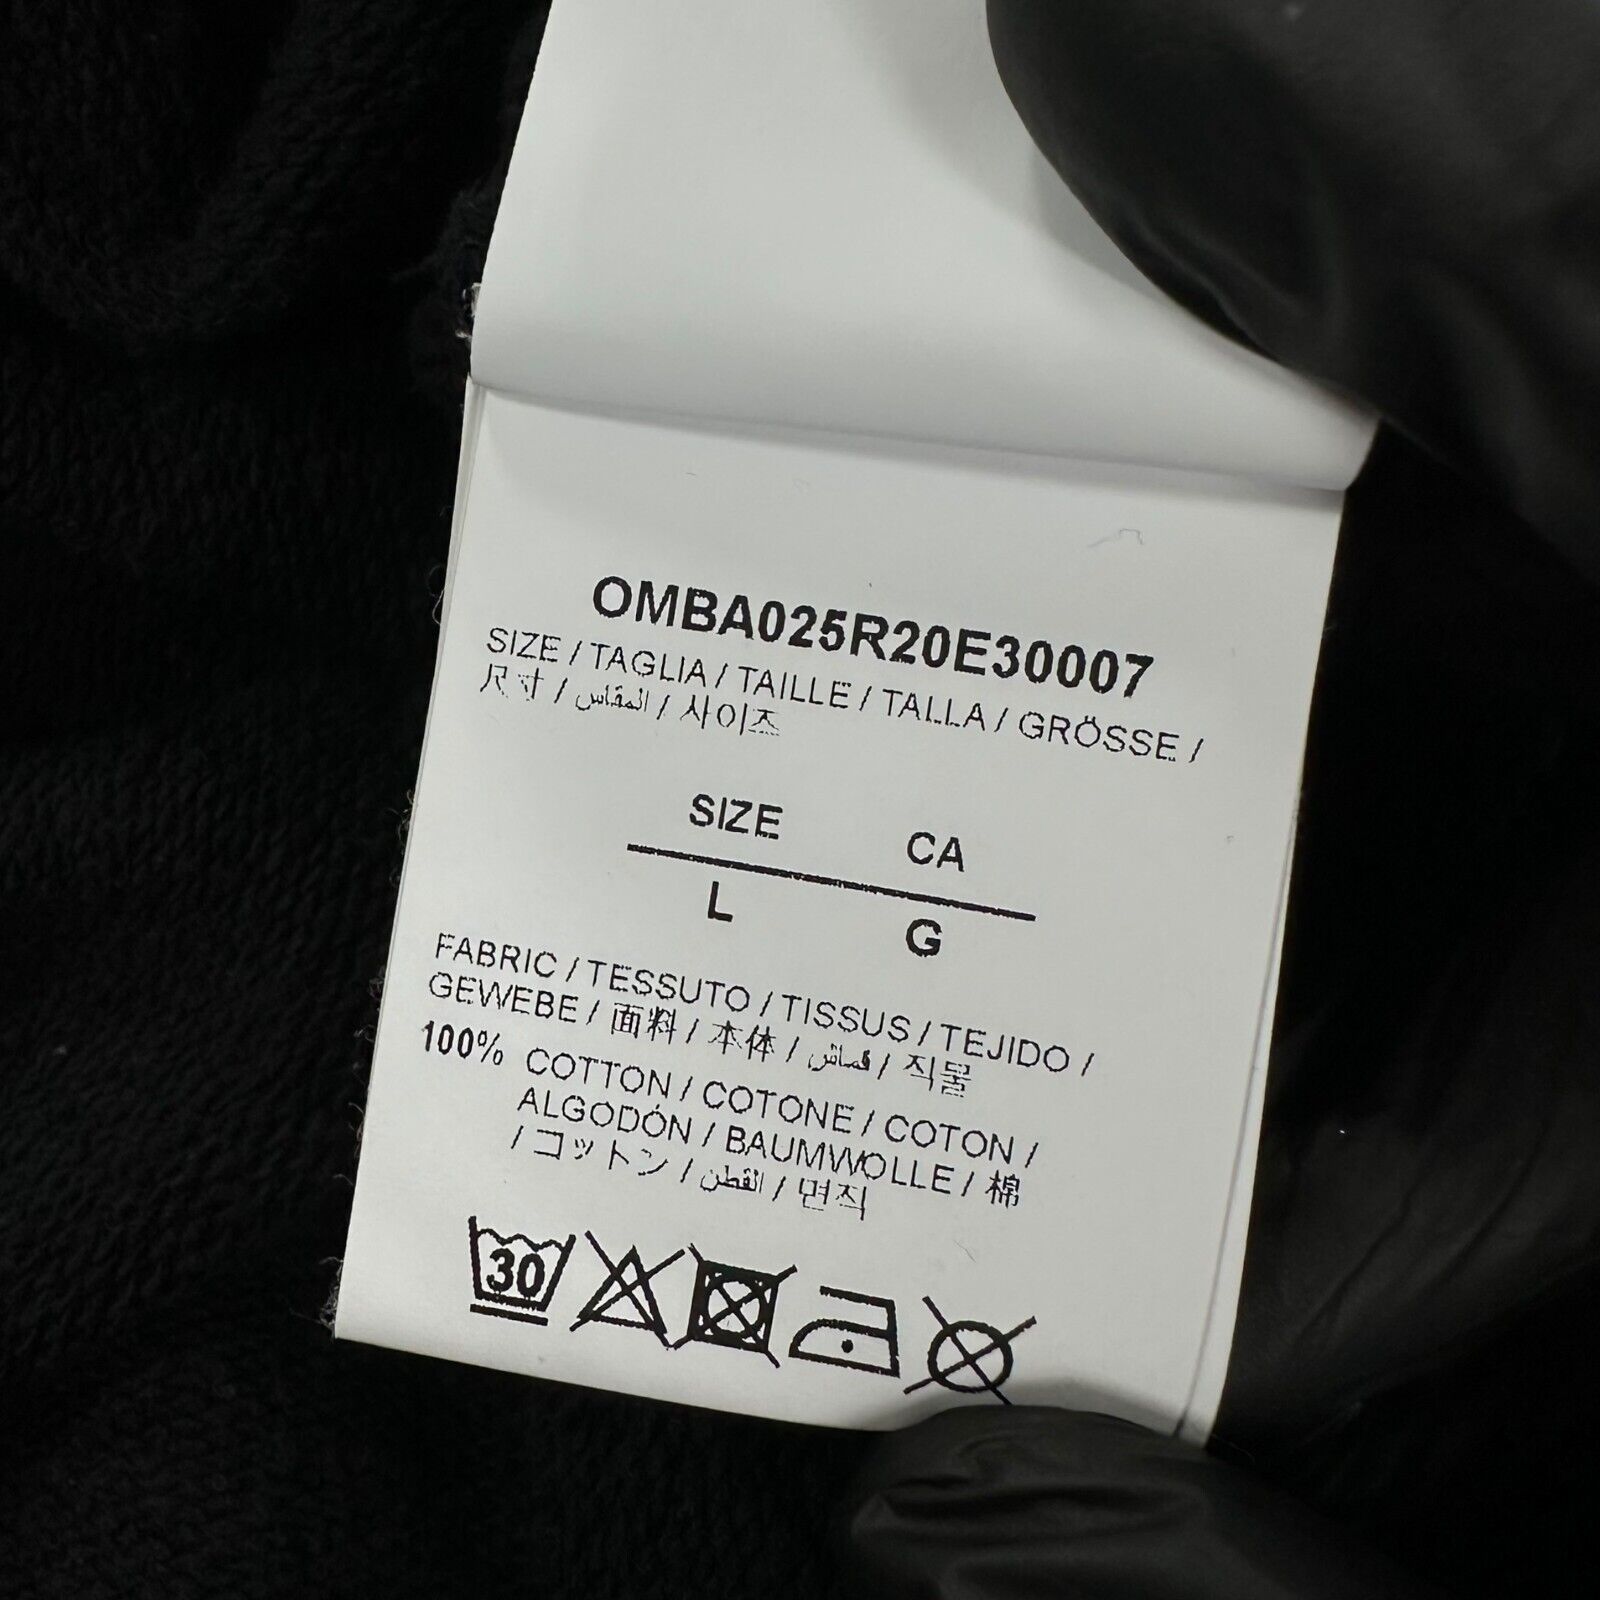 OMBA025R20E30007
SIZE / TAGLIA / TAILLE / TALLA / GRÖSSE /
尺寸 / المقاس / 사이즈
SIZE CA
L G
FABRIC / TESSUTO / TISSUS / TEJIDO /
GEWEBE / 面料 / 本体 / قماش / 직물
100% COTTON / COTONE / COTON /
ALGODÓN / BAUMWOLLE / 棉
/ コットン / القطن / 면직
30